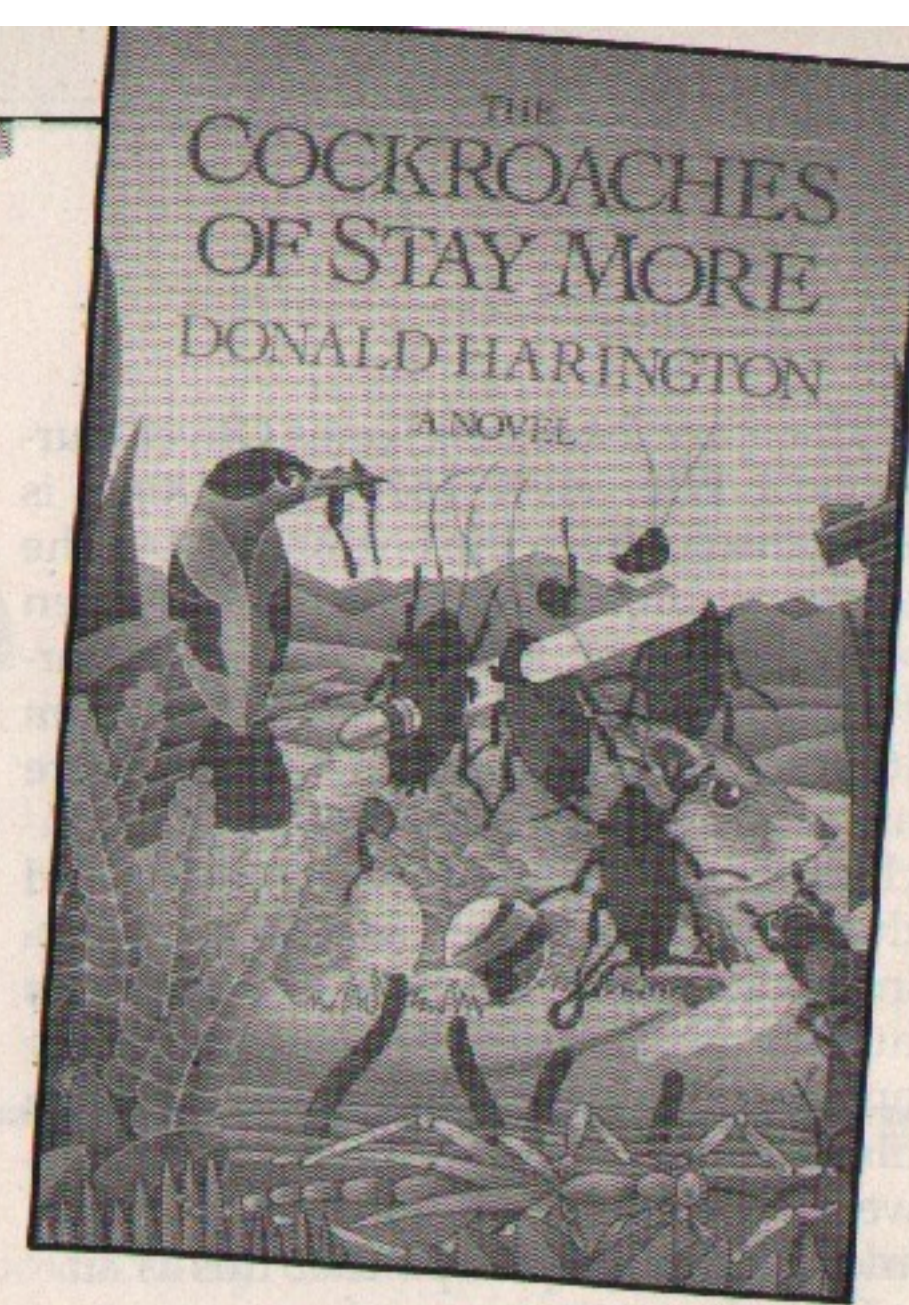 THE
COCKROACHES
OF STAY MORE
DONALD HARINGTON
A NOVEL